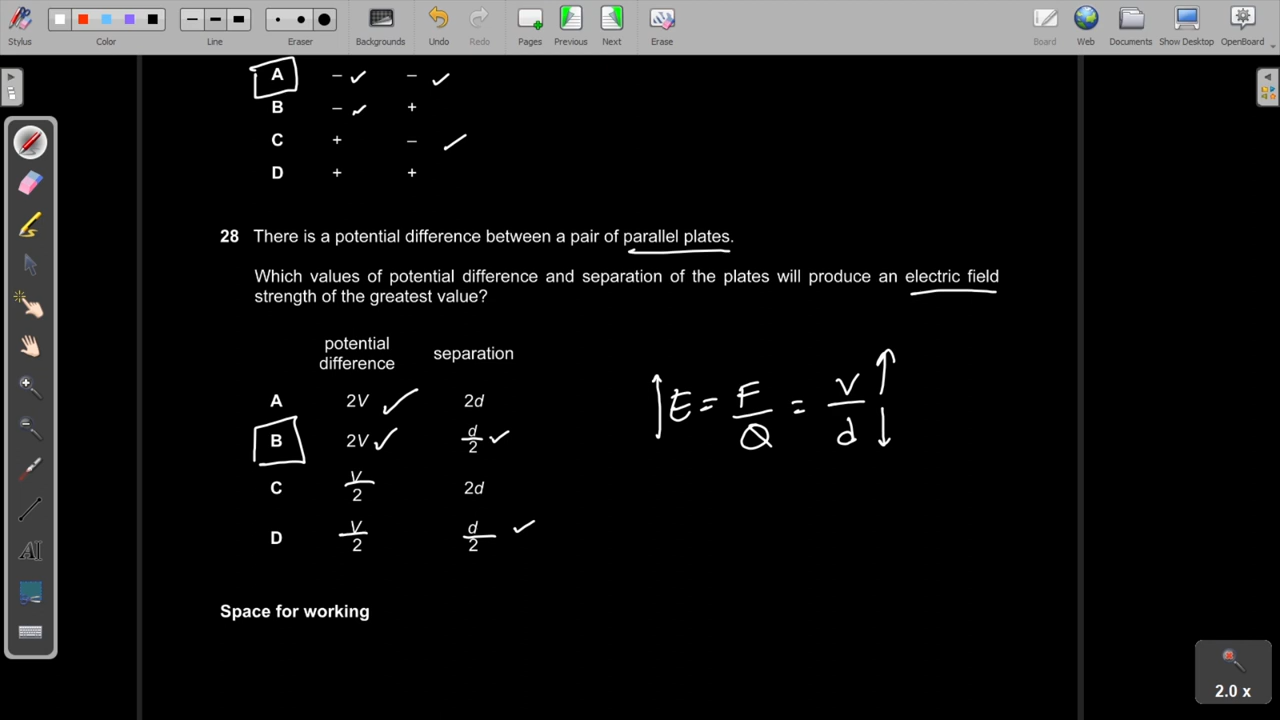 Stylus Color Line Eraser Backgrounds Undo Redo Pages Previous Next Erase Board Web Documents Show Desktop OpenBoard
A − ✓ − ✓
B − ✓ +
C + − ✓
D + +
28 There is a potential difference between a pair of parallel plates.
Which values of potential difference and separation of the plates will produce an electric field
strength of the greatest value?
potential
difference
separation
A 2V ✓ 2d
B 2V ✓ d/2 ✓
C V/2 2d
D V/2 d/2 ✓
↑ E = F/Q = V/d ↑ ↓
Space for working
AI
2.0 x